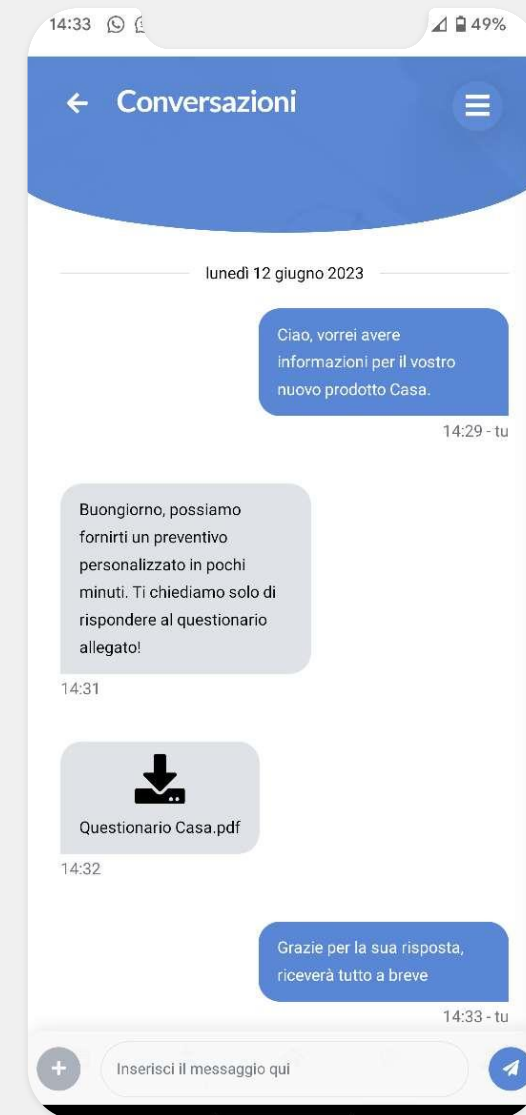 14:33 49%
Conversazioni
lunedì 12 giugno 2023
Ciao, vorrei avere
informazioni per il vostro
nuovo prodotto Casa.
14:29 - tu
Buongiorno, possiamo
fornirti un preventivo
personalizzato in pochi
minuti. Ti chiediamo solo di
rispondere al questionario
allegato!
14:31
Questionario Casa.pdf
14:32
Grazie per la sua risposta,
riceverà tutto a breve
14:33 - tu
Inserisci il messaggio qui